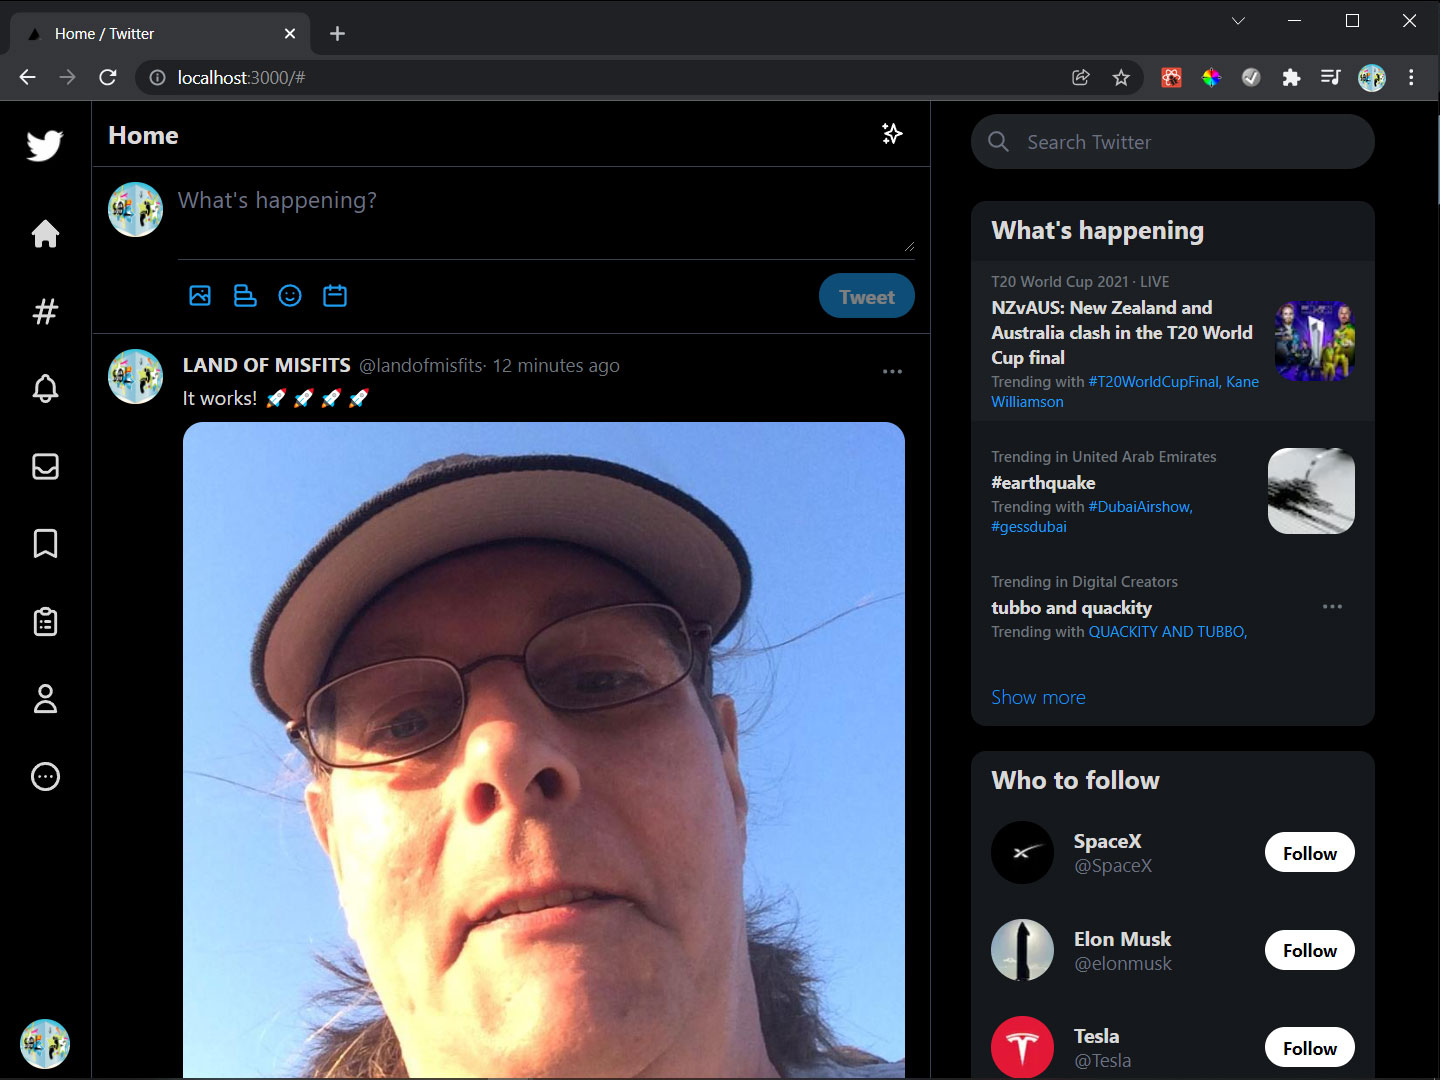 Home / Twitter
localhost:3000/#
Home
What's happening?
Tweet
LAND OF MISFITS @landofmisfits· 12 minutes ago
It works! 🚀 🚀 🚀 🚀
Search Twitter
What's happening
T20 World Cup 2021 · LIVE
NZvAUS: New Zealand and
Australia clash in the T20 World
Cup final
Trending with #T20WorldCupFinal, Kane
Williamson
Trending in United Arab Emirates
#earthquake
Trending with #DubaiAirshow,
#gessdubai
Trending in Digital Creators
tubbo and quackity
Trending with QUACKITY AND TUBBO,
Show more
Who to follow
SpaceX
@SpaceX
Follow
Elon Musk
@elonmusk
Follow
Tesla
@Tesla
Follow